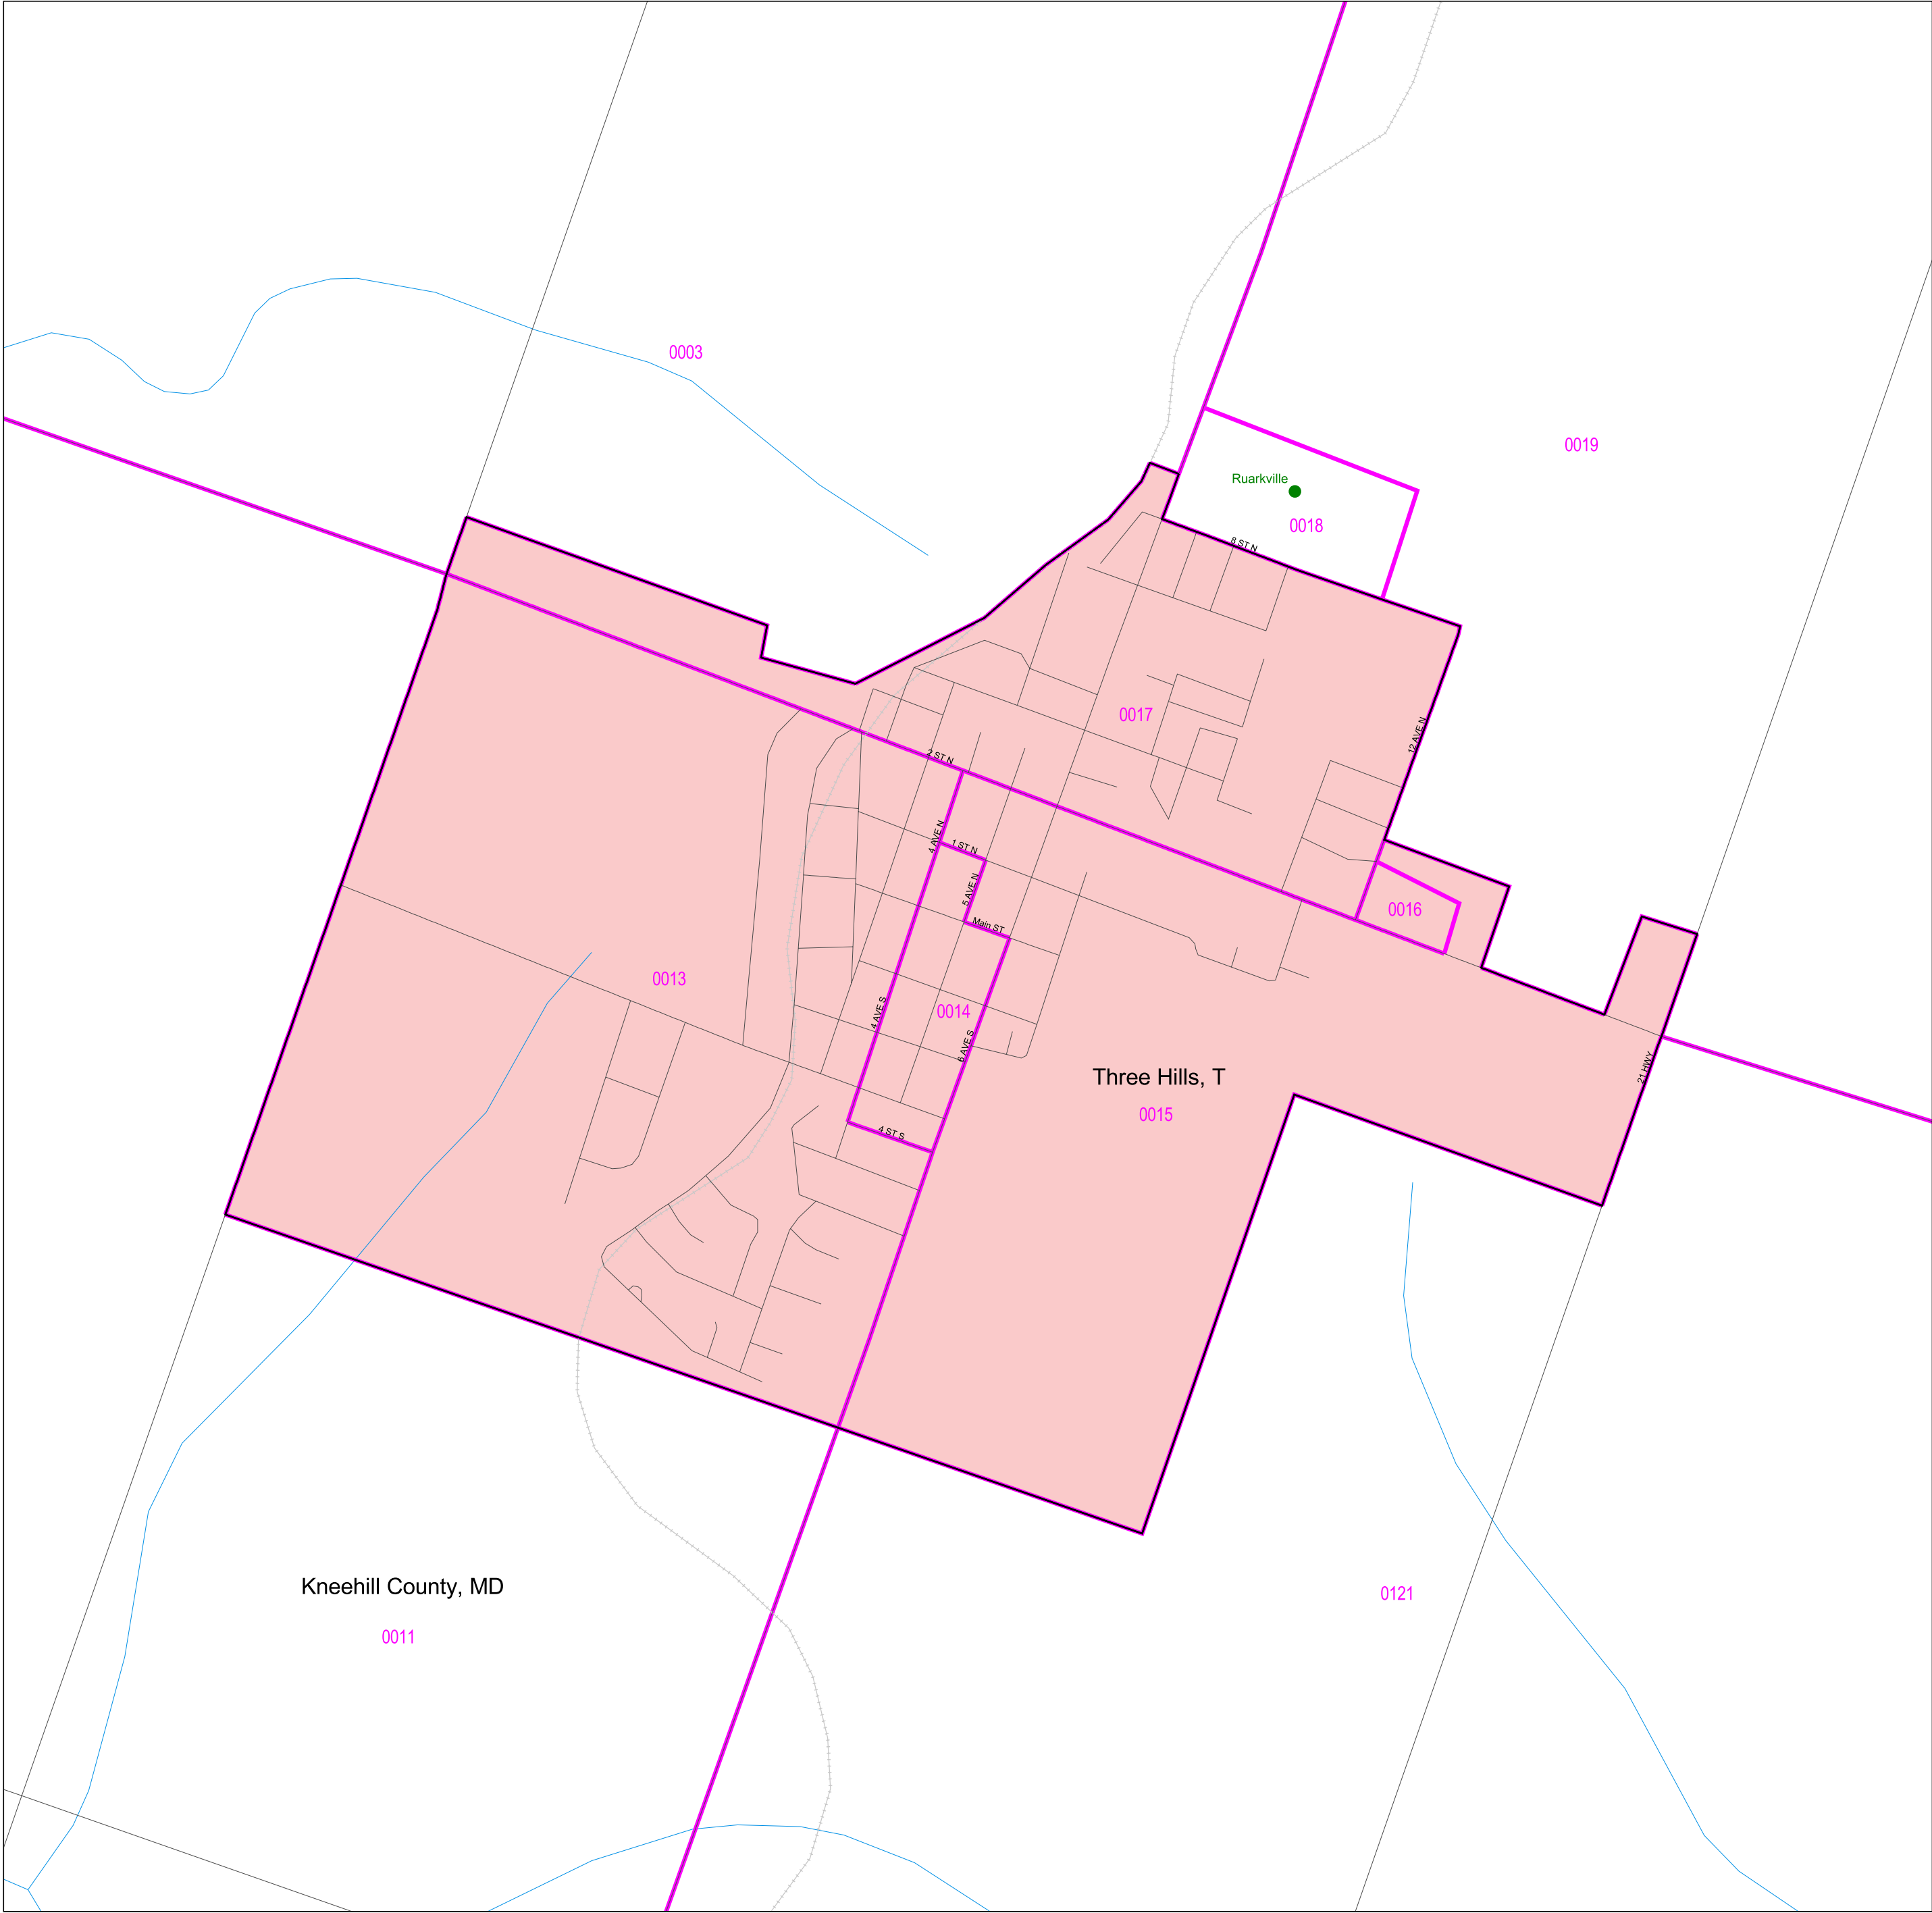 0003
0019
Ruarkville
0018
8 ST N
0017
12 AVE N
2 ST N
4 AVE N
1 ST N
5 AVE N
0016
Main ST
0013
0014
4 AVE S
6 AVE S
Three Hills, T
21 HWY
0015
4 ST S
Kneehill County, MD
0121
0011